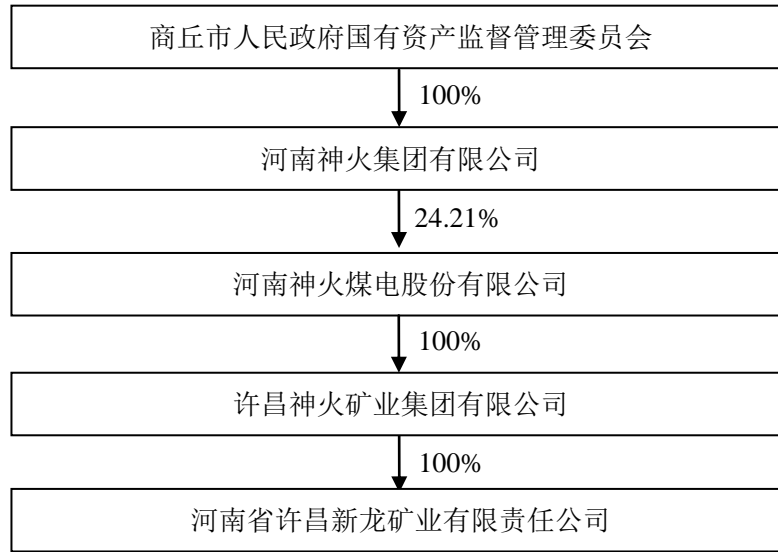 商丘市人民政府国有资产监督管理委员会
100%
河南神火集团有限公司
24.21%
河南神火煤电股份有限公司
100%
许昌神火矿业集团有限公司
100%
河南省许昌新龙矿业有限责任公司